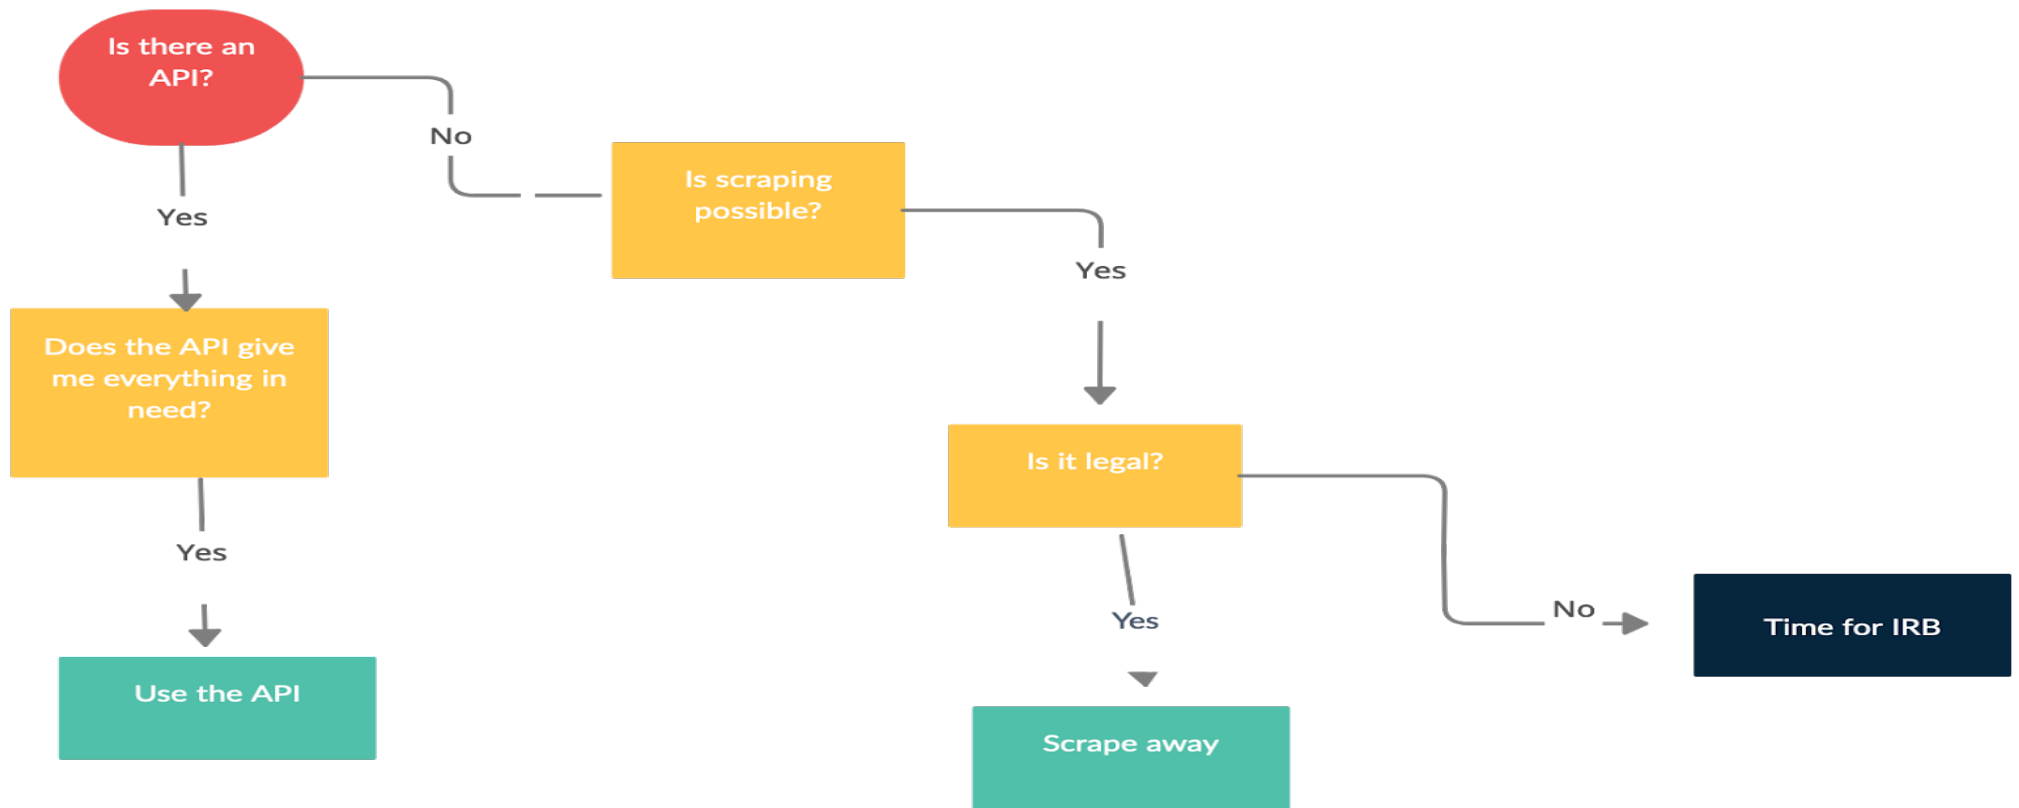 Is there an
API?
No
Is scraping
possible?
Yes
Yes
Does the API give
me everything in
need?
Is it legal?
Yes
Yes
No
Time for IRB
Use the API
Scrape away